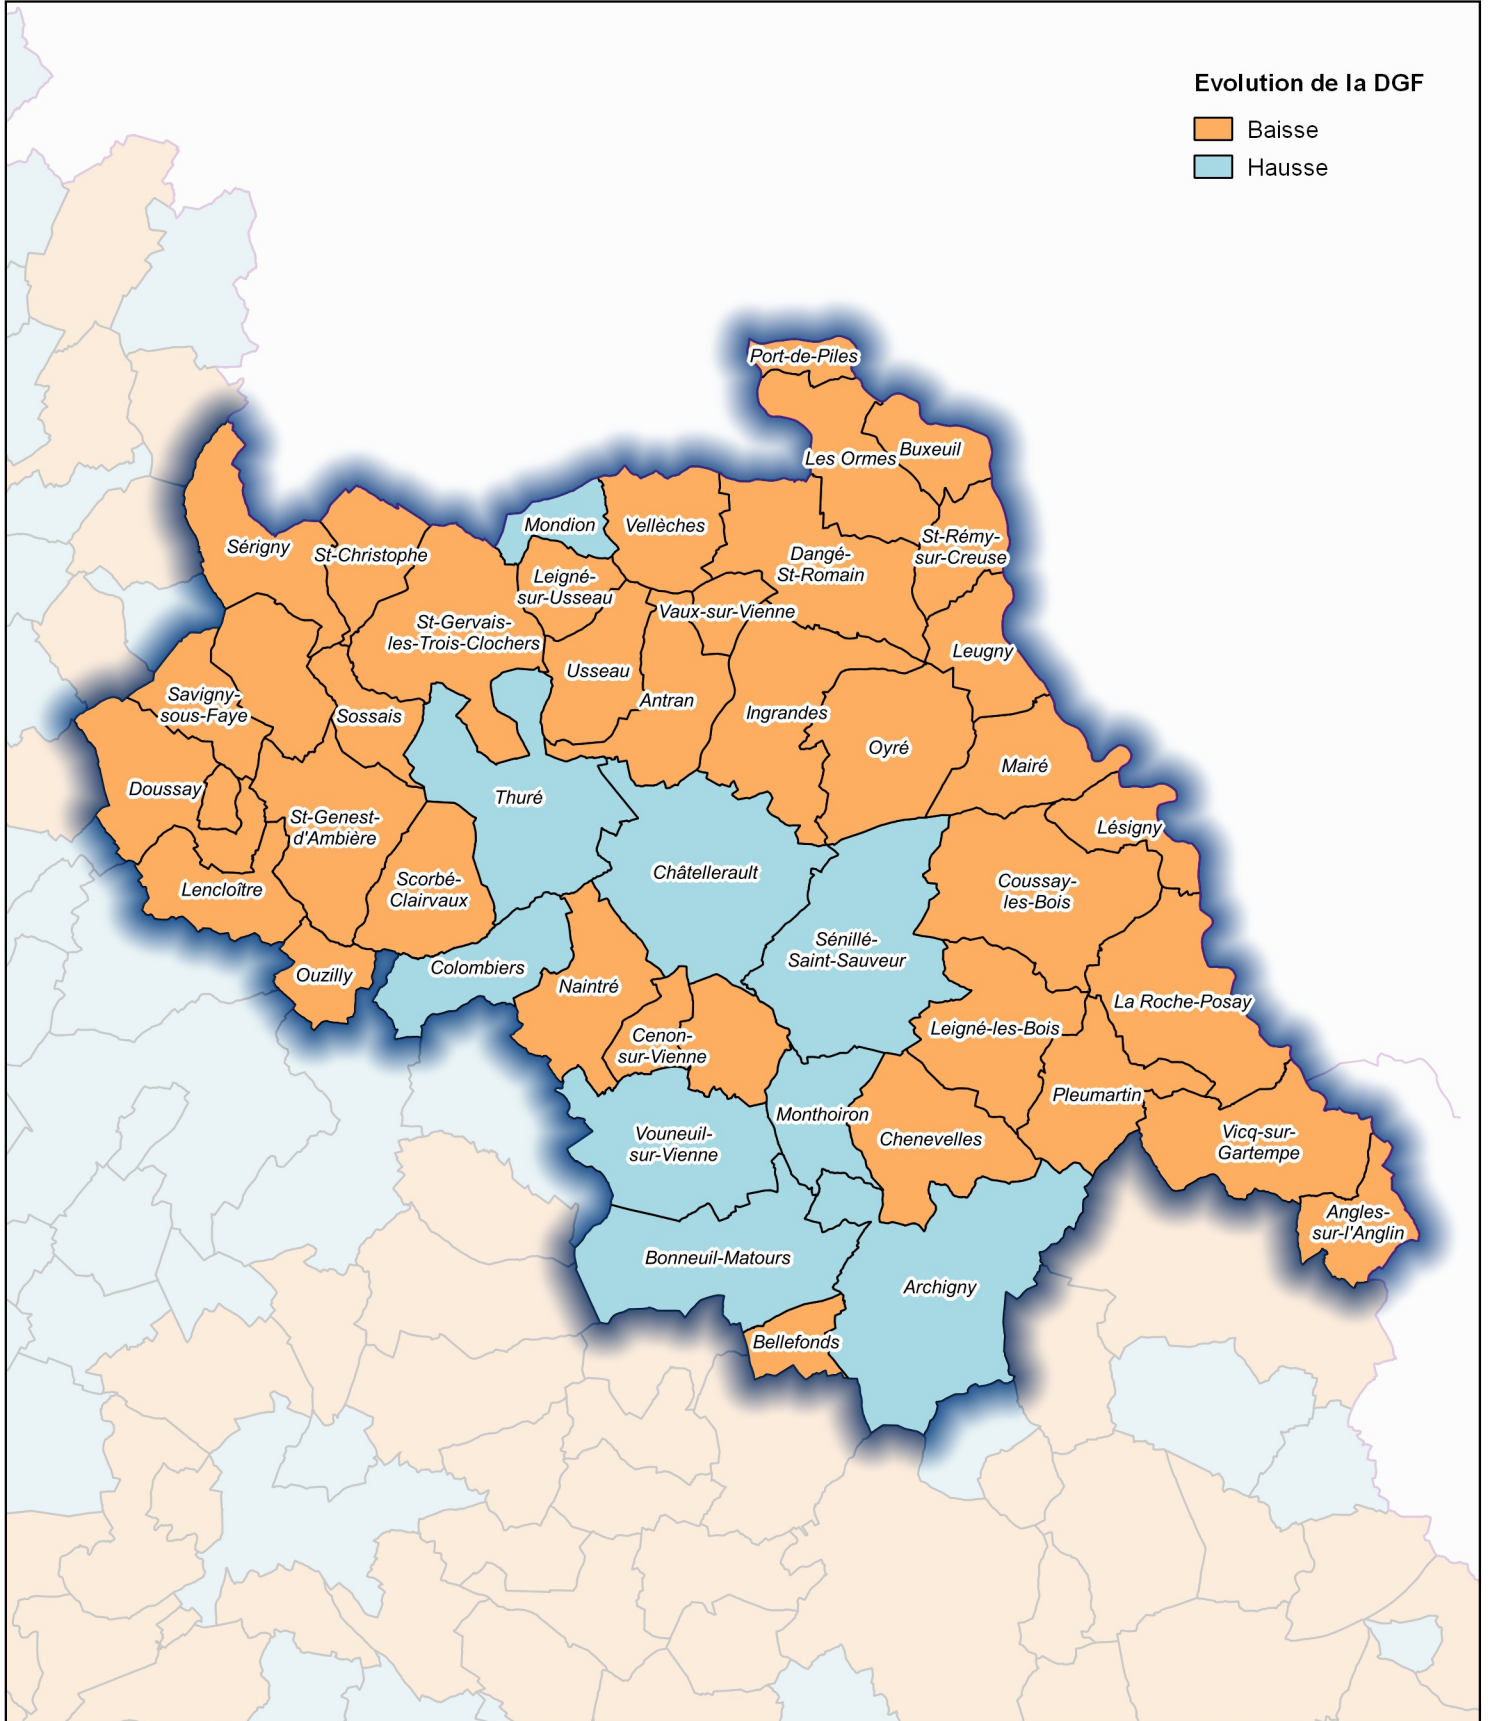 Evolution de la DGF
Baisse
Hausse
Port-de-Piles
Buxeuil
Les Ormes
Mondion
Vellèches
Sérigny
St-Christophe
St-Rémy-
sur-Creuse
Dangé-
St-Romain
Leigné-
sur-Usseau
Vaux-sur-Vienne
St-Gervais-
les-Trois-Clochers
Leugny
Usseau
Savigny-
sous-Faye
Antran
Sossais
Ingrandes
Oyré
Mairé
Doussay
Thuré
St-Genest-
d'Ambière
Lésigny
Châtellerault
Scorbé-
Clairvaux
Lencloître
Coussay-
les-Bois
Sénillé-
Saint-Sauveur
Colombiers
Ouzilly
Naintré
La Roche-Posay
Leigné-les-Bois
Cenon-
sur-Vienne
Pleumartin
Monthoiron
Vouneuil-
sur-Vienne
Chenevelles
Vicq-sur-
Gartempe
Angles-
sur-l'Anglin
Bonneuil-Matours
Archigny
Bellefonds